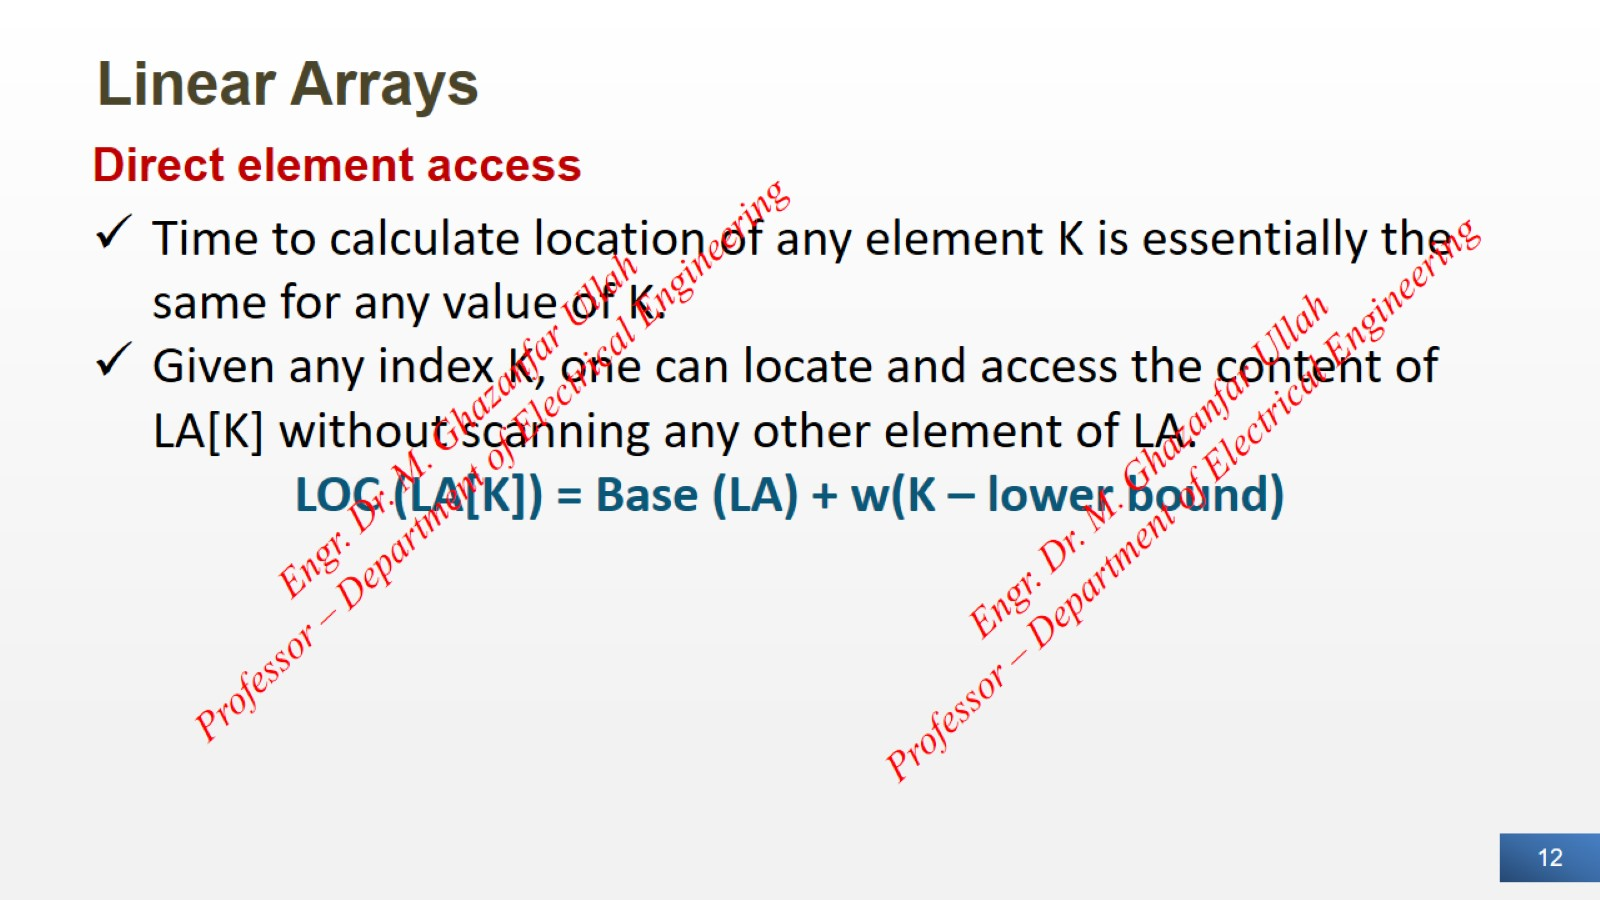 Linear Arrays
Direct element access
✓ Time to calculate location of any element K is essentially the
same for any value of K.
✓ Given any index K, one can locate and access the content of
LA[K] without scanning any other element of LA.
LOC (LA[K]) = Base (LA) + w(K – lower bound)
Engr. Dr. M. Ghazanfar Ullah
Professor – Department of Electrical Engineering
Engr. Dr. M. Ghazanfar Ullah
Professor – Department of Electrical Engineering
12